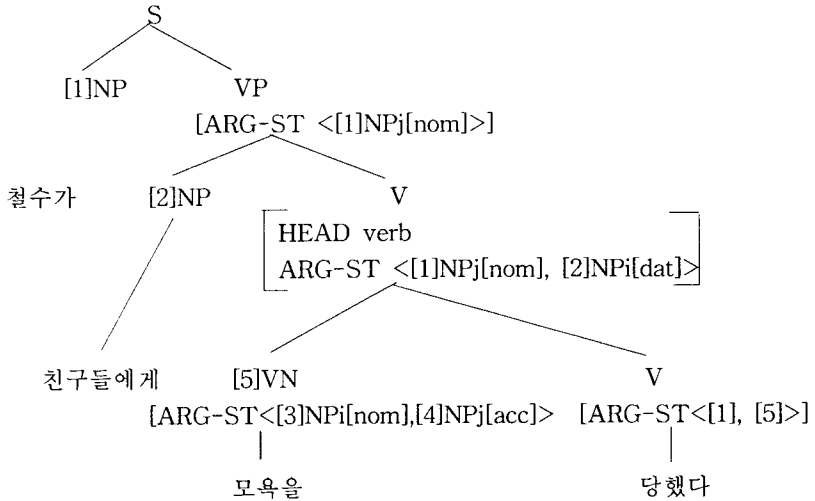 S
[1]NP VP
[ARG-ST <[1]NPj[nom]>]
철수가 [2]NP V
HEAD verb
ARG-ST <[1]NPj[nom], [2]NPi[dat]>
친구들에게 [5]VN V
[ARG-ST<[3]NPi[nom],[4]NPj[acc]> [ARG-ST<[1], [5]>]
모욕을 당했다